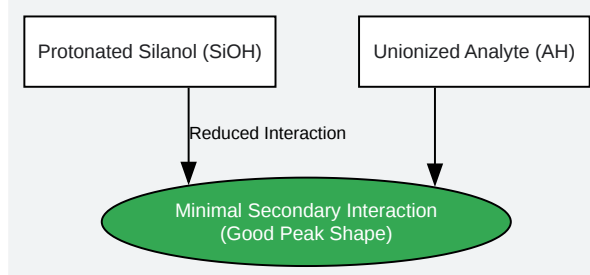 Protonated Silanol (SiOH)
Unionized Analyte (AH)
Reduced Interaction
Minimal Secondary Interaction
(Good Peak Shape)